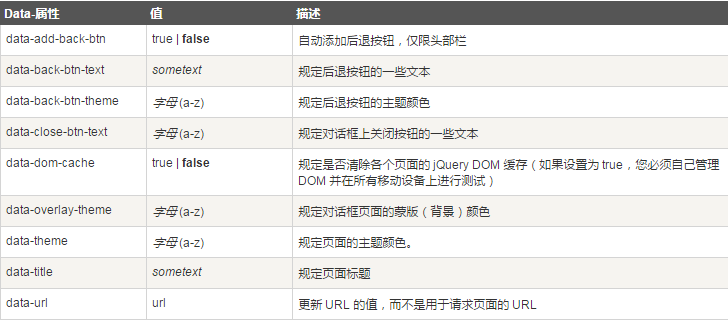 Data-属性 值 描述
data-add-back-btn true | false 自动添加后退按钮，仅限头部栏
data-back-btn-text sometext 规定后退按钮的一些文本
data-back-btn-theme 字母 (a-z) 规定后退按钮的主题颜色
data-close-btn-text 字母 (a-z) 规定对话框上关闭按钮的一些文本
data-dom-cache true | false 规定是否清除各个页面的 jQuery DOM 缓存（如果设置为 true，您必须自己管理
DOM 并在所有移动设备上进行测试）
data-overlay-theme 字母 (a-z) 规定对话框页面的蒙版（背景）颜色
data-theme 字母 (a-z) 规定页面的主题颜色。
data-title sometext 规定页面标题
data-url url 更新 URL 的值，而不是用于请求页面的 URL